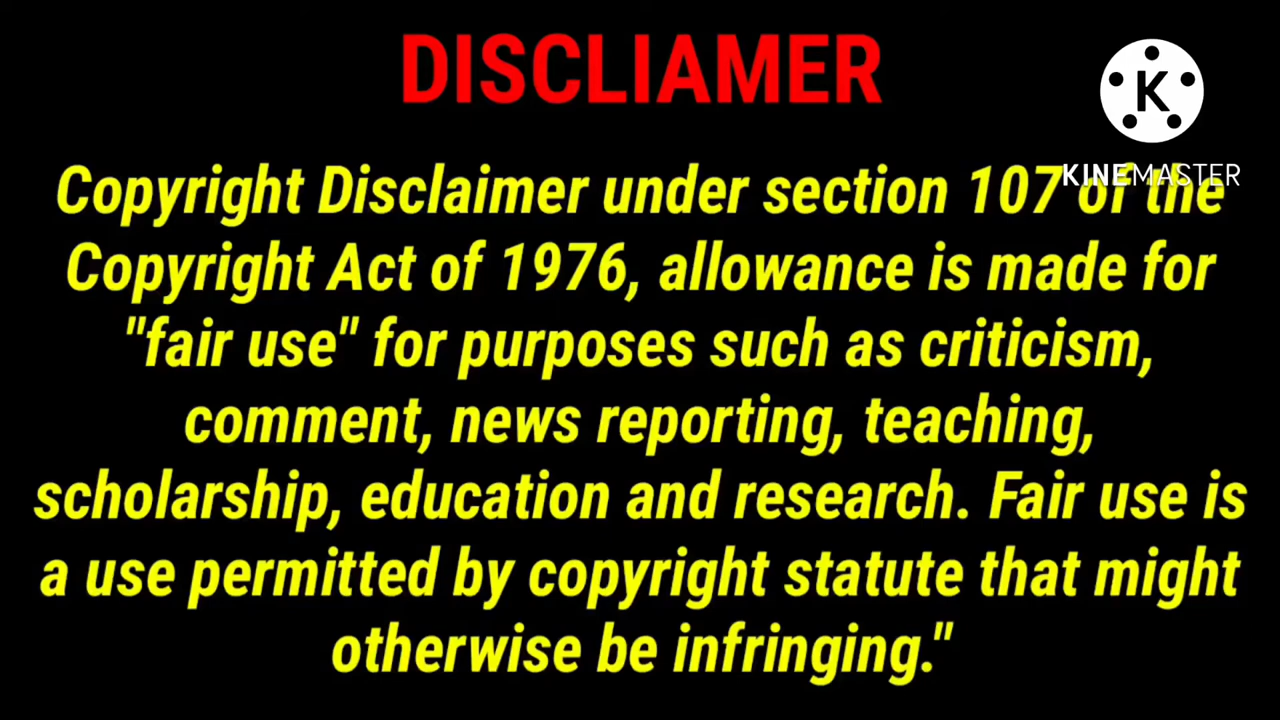 DISCLIAMER
K
KINEMASTER
Copyright Disclaimer under section 107 of the
Copyright Act of 1976, allowance is made for
"fair use" for purposes such as criticism,
comment, news reporting, teaching,
scholarship, education and research. Fair use is
a use permitted by copyright statute that might
otherwise be infringing."